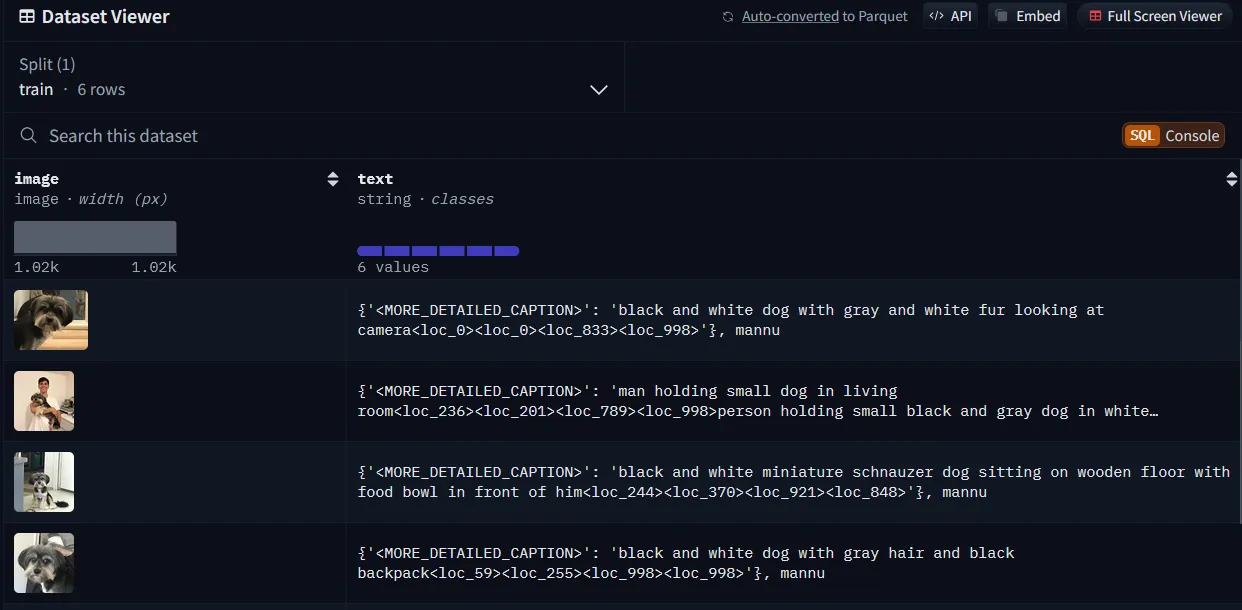 Dataset Viewer
Auto-converted to Parquet
</> API
Embed
Full Screen Viewer
Split (1)
train · 6 rows
Search this dataset
SQL Console
image
image · width (px)
1.02k
1.02k
text
string · classes
6 values
{'<MORE_DETAILED_CAPTION>': 'black and white dog with gray and white fur looking at
camera<loc_0><loc_0><loc_833><loc_998>'}, mannu
{'<MORE_DETAILED_CAPTION>': 'man holding small dog in living
room<loc_236><loc_201><loc_789><loc_998>person holding small black and gray dog in white…
{'<MORE_DETAILED_CAPTION>': 'black and white miniature schnauzer dog sitting on wooden floor with
food bowl in front of him<loc_244><loc_370><loc_921><loc_848>'}, mannu
{'<MORE_DETAILED_CAPTION>': 'black and white dog with gray hair and black
backpack<loc_59><loc_255><loc_998><loc_998>'}, mannu